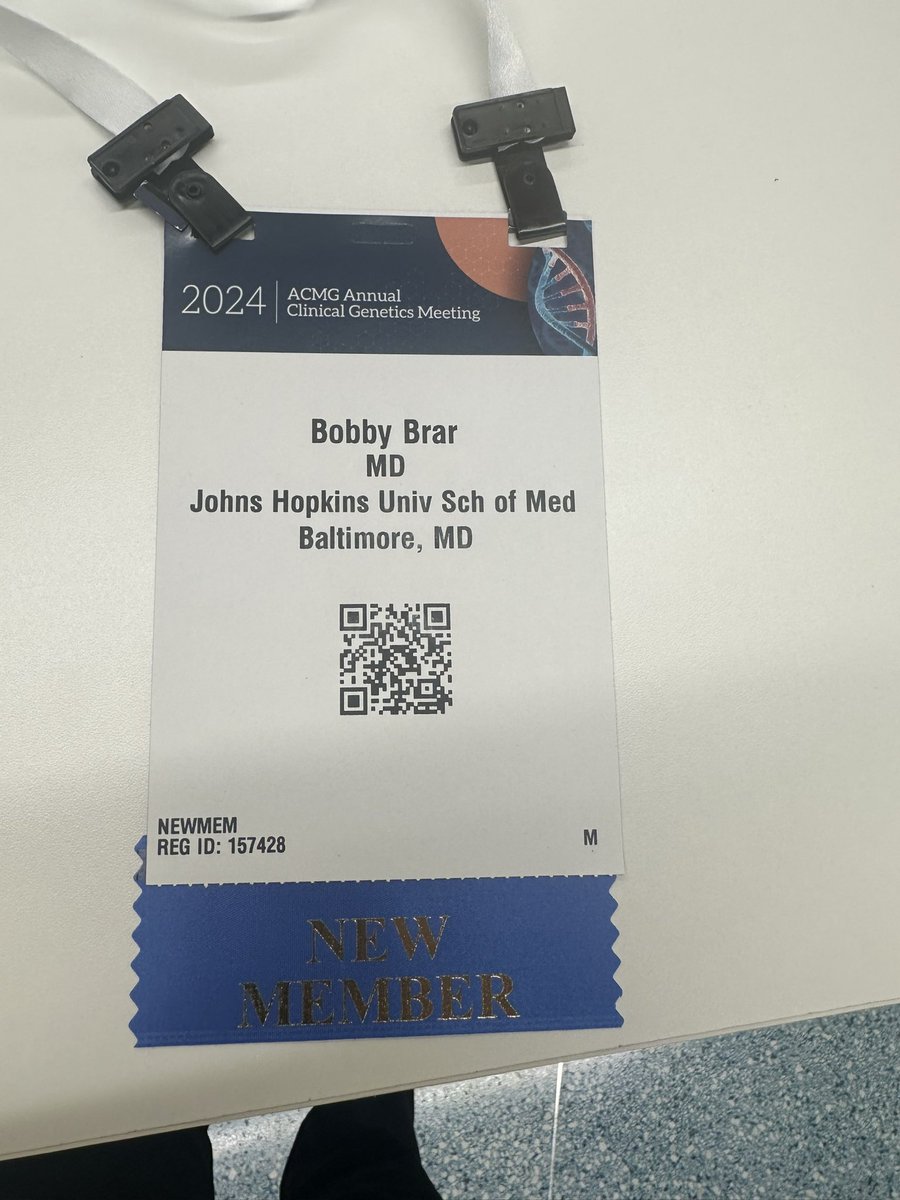 2024
ACMG Annual
Clinical Genetics Meeting
Bobby Brar
MD
Johns Hopkins Univ Sch of Med
Baltimore, MD
NEWMEM
REG ID: 157428
M
NEW
MEMBER